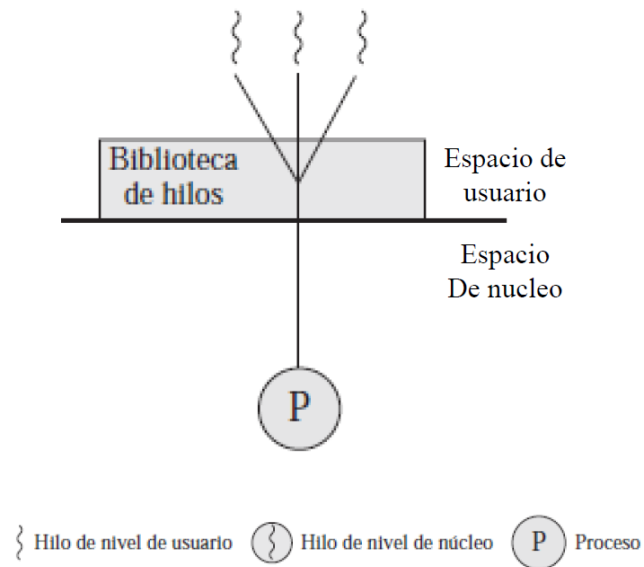 Biblioteca
de hilos
Espacio de
usuario
Espacio
De nucleo
P
Hilo de nivel de usuario Hilo de nivel de núcleo P Proceso